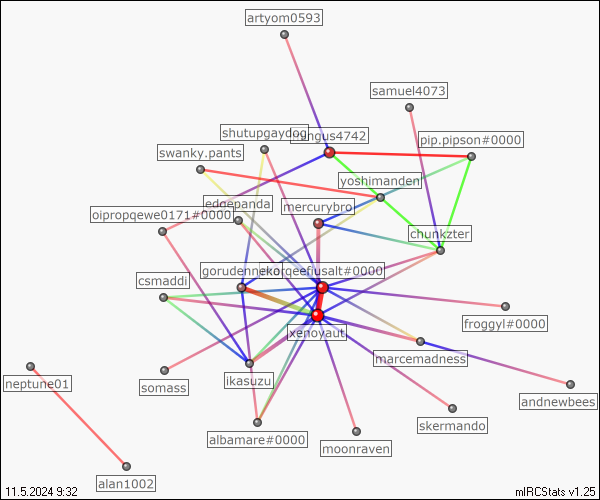 artyom0593
samuel4073
shutupgaydog
ungus4742
pip.pipson#0000
swanky.pants
yoshimanden
edgepanda
mercurybro
oipropqewe0171#0000
chunkzter
gorudenneko
rqeefusalt#0000
csmaddi
froggyl#0000
xenoyaut
marcemadness
neptune01
somass
ikasuzu
andnewbees
skermando
albamare#0000
moonraven
alan1002
11.5.2024 9:32
mIRCStats v1.25